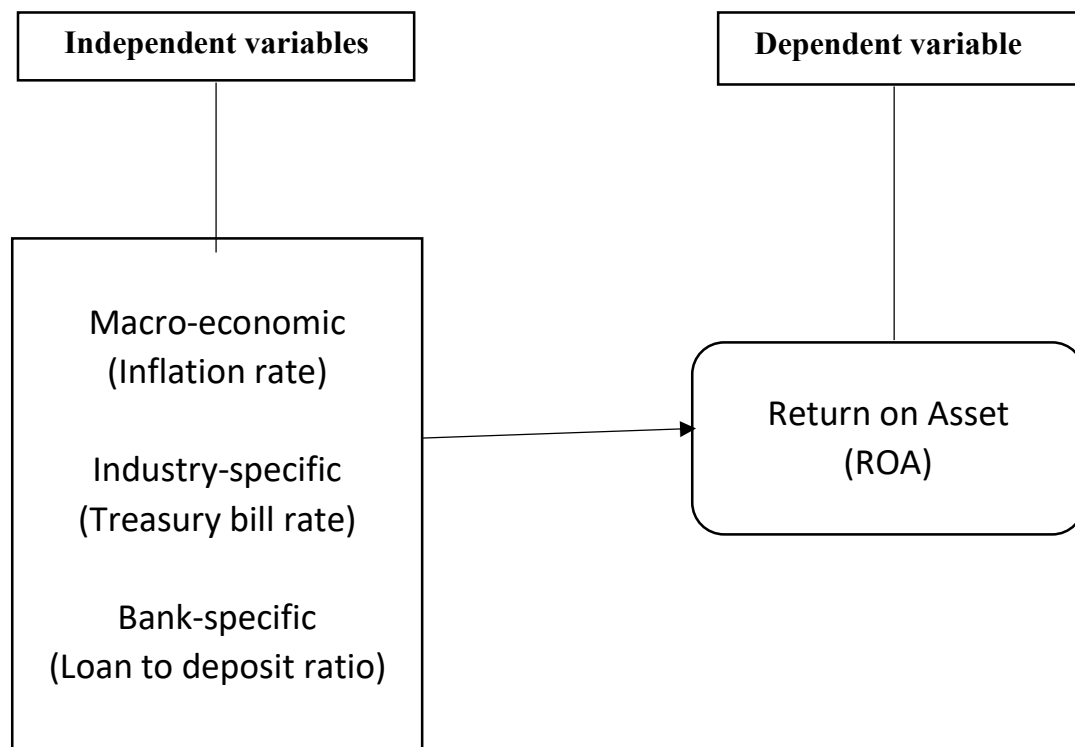 Independent variables
Dependent variable
Macro-economic
(Inflation rate)
Industry-specific
(Treasury bill rate)
Bank-specific
(Loan to deposit ratio)
Return on Asset
(ROA)